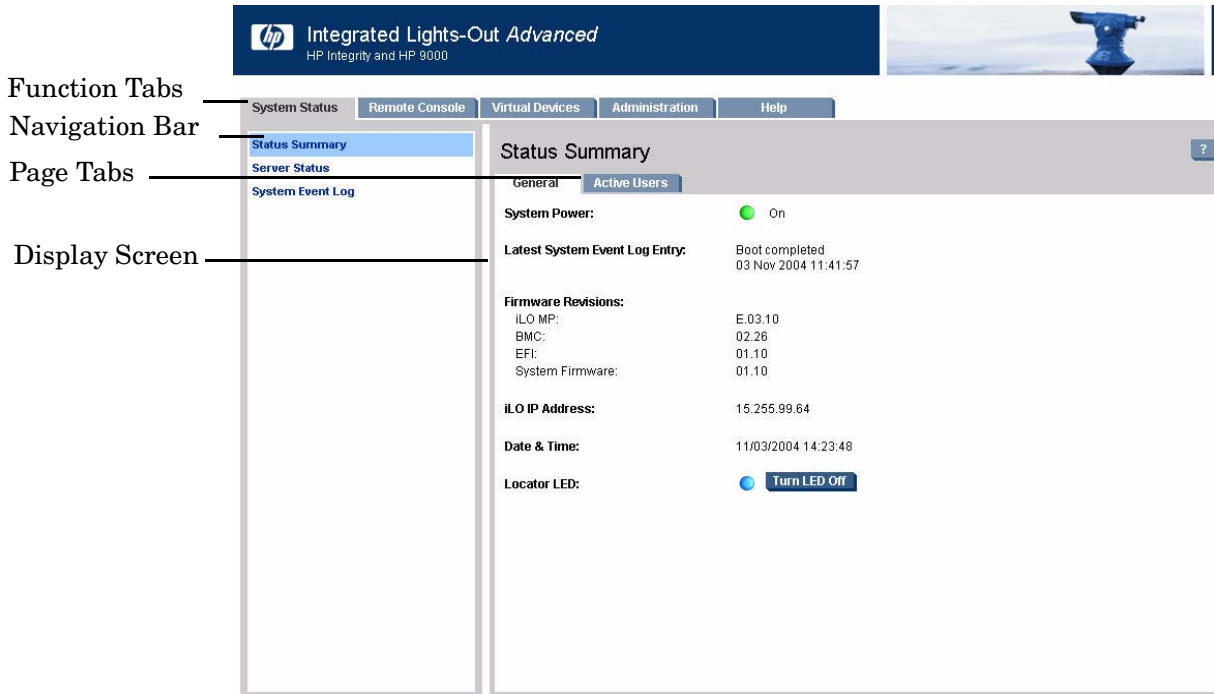 hp
Integrated Lights-Out Advanced
HP Integrity and HP 9000
Function Tabs
System Status Remote Console Virtual Devices Administration Help
Navigation Bar
Status Summary
Server Status
System Event Log
Page Tabs
Display Screen
Status Summary
?
General Active Users
System Power: On
Latest System Event Log Entry: Boot completed
03 Nov 2004 11:41:57
Firmware Revisions:
iLO MP: E.03.10
BMC: 02.26
EFI: 01.10
System Firmware: 01.10
iLO IP Address: 15.255.99.64
Date & Time: 11/03/2004 14:23:48
Locator LED: Turn LED Off